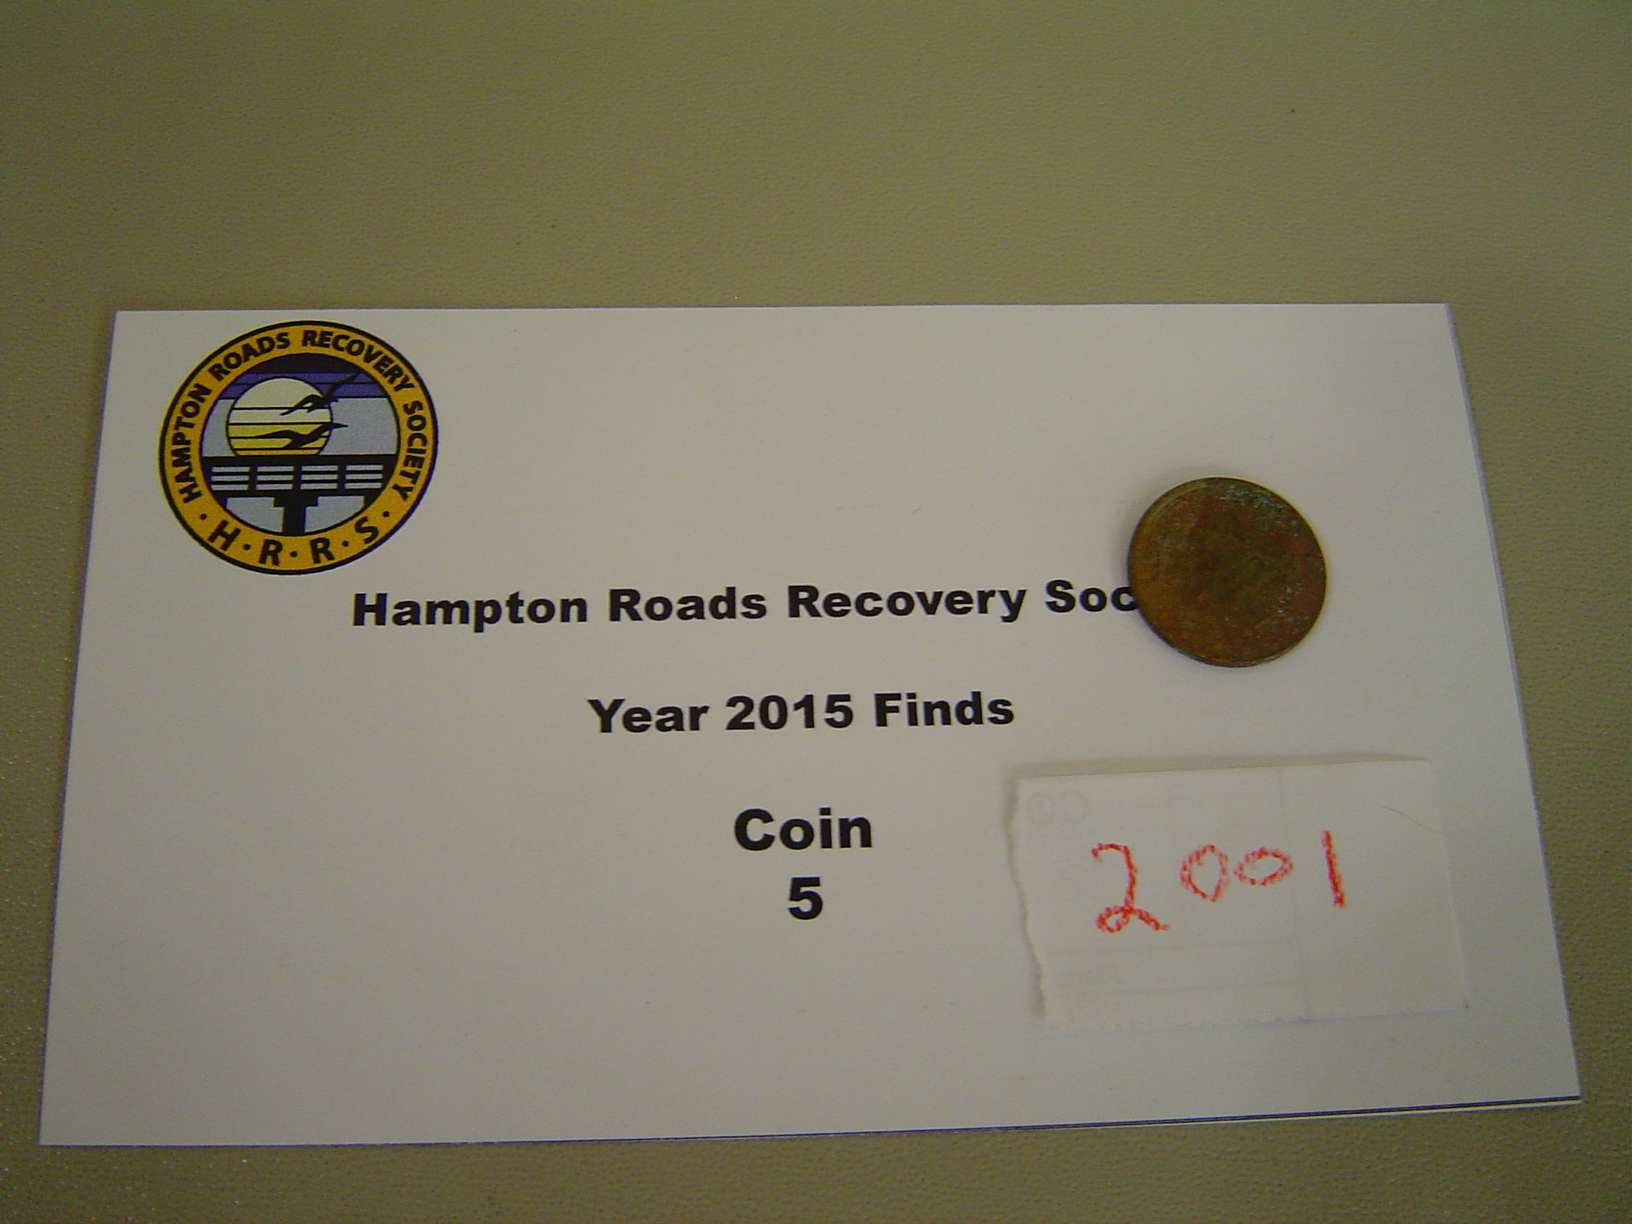 HAMPTON ROADS RECOVERY SOCIETY
· H · R · R · S ·
Hampton Roads Recovery Soc
Year 2015 Finds
Coin
5
2001